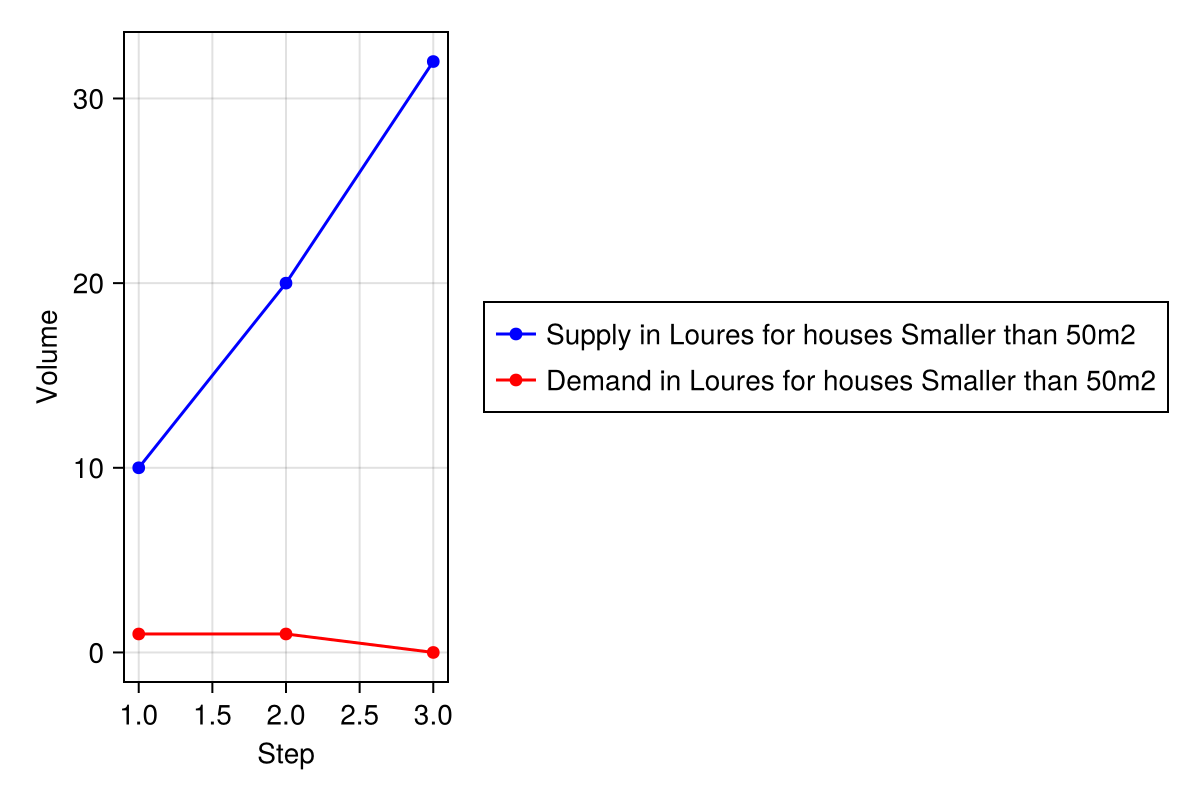 30
20
10
0
Volume
1.0 1.5 2.0 2.5 3.0
Step
Supply in Loures for houses Smaller than 50m2
Demand in Loures for houses Smaller than 50m2